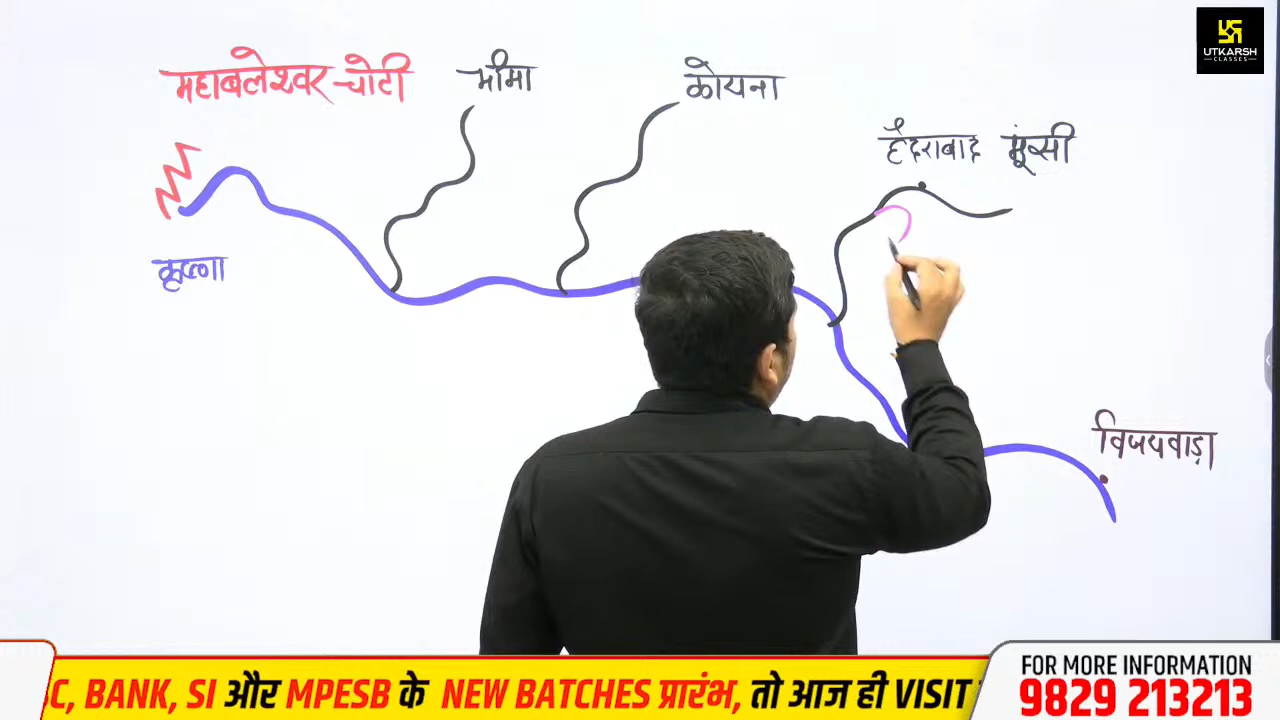 UTKARSH
CLASSES
महाबलेश्वर चोटी
भीमा
कोयना
हैदराबाद मूसी
कृष्णा
विजयवाड़ा
C, BANK, SI और MPESB के NEW BATCHES प्रारंभ, तो आज ही VISIT
FOR MORE INFORMATION
9829 213213